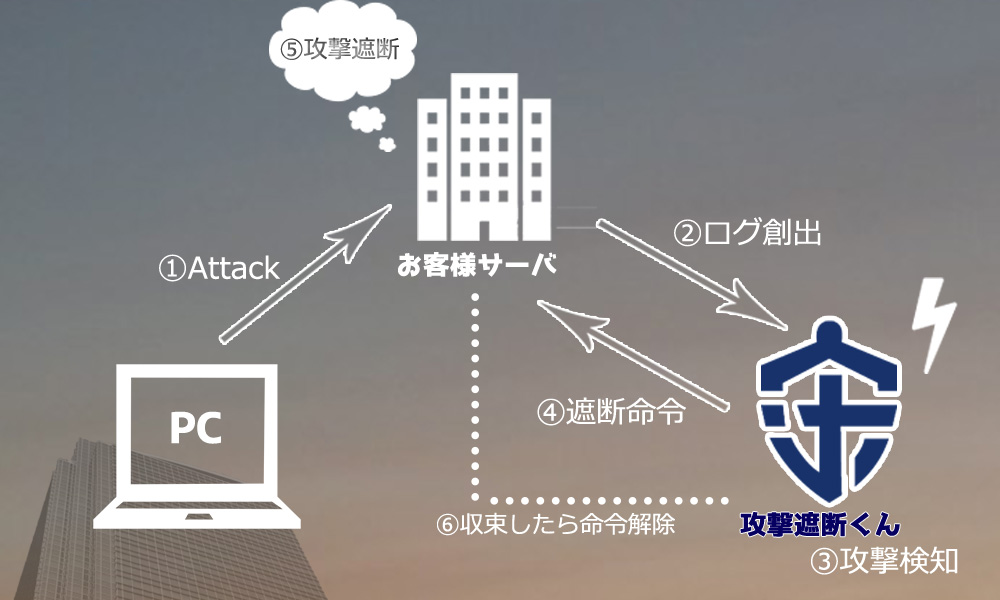 ⑤攻撃遮断
お客様サーバ
②ログ創出
①Attack
④遮断命令
PC
⑥収束したら命令解除
攻撃遮断くん
③攻撃検知